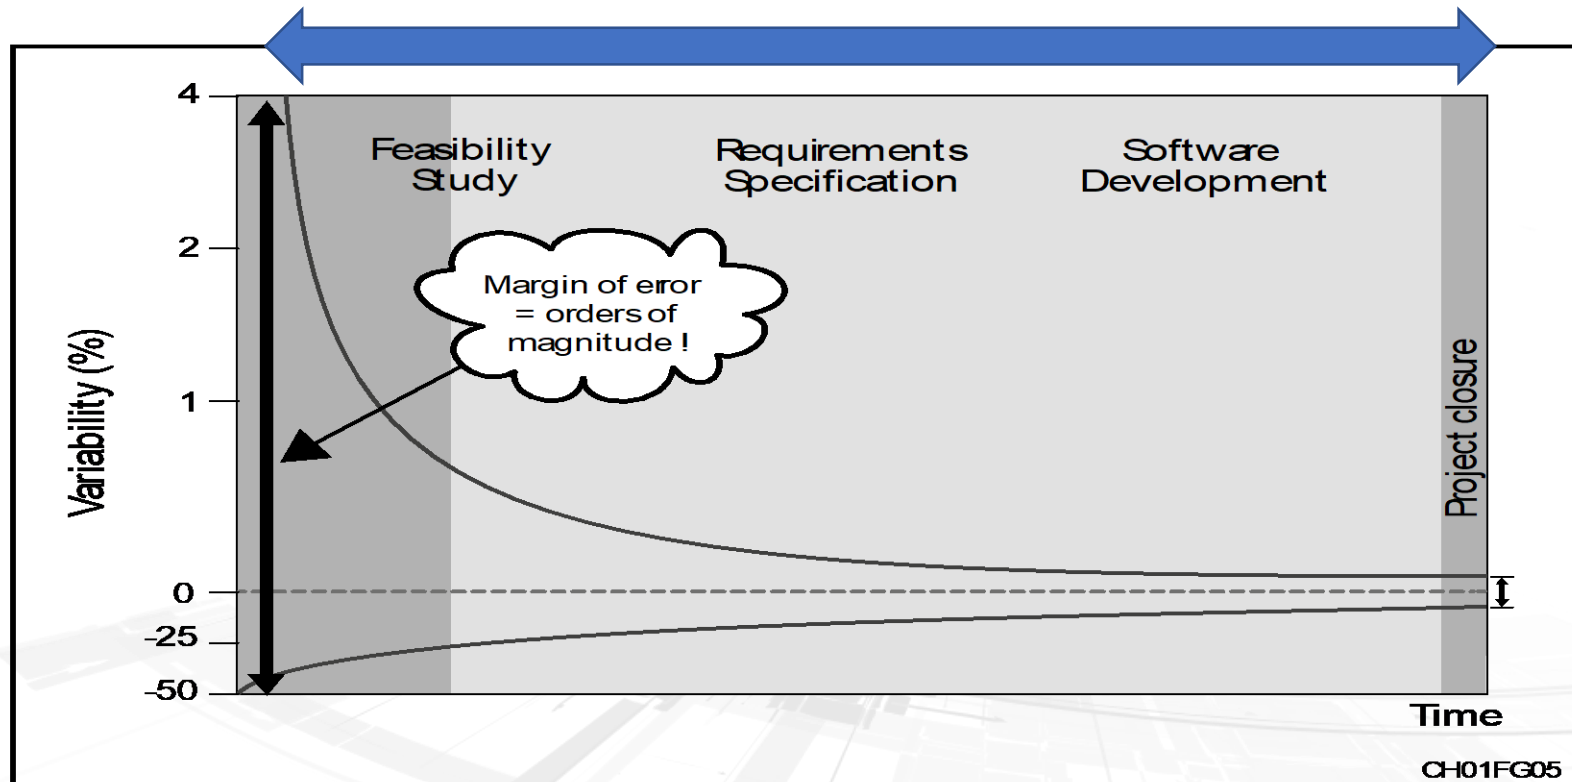 4
2
1
0
-25
-50
Variability (%)
Feasibility
Study
Requirements
Specification
Software
Development
Margin of error
= orders of
magnitude !
Project closure
Time
CH01FG05